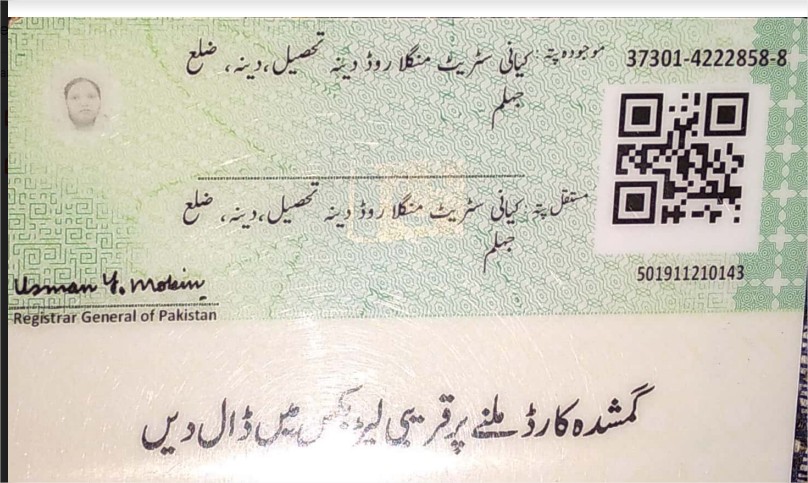 موجودہ پتہ: کیانی سٹریٹ منگلا روڈ دینہ تحصیل،دینہ، ضلع
جہلم
37301-4222858-8
مستقل پتہ: کیانی سٹریٹ منگلا روڈ دینہ تحصیل،دینہ، ضلع
جہلم
501911210143
Usman Y. Mobin
Registrar General of Pakistan
گمشدہ کارڈ ملنے پر قریبی لیٹر بکس میں ڈال دیں